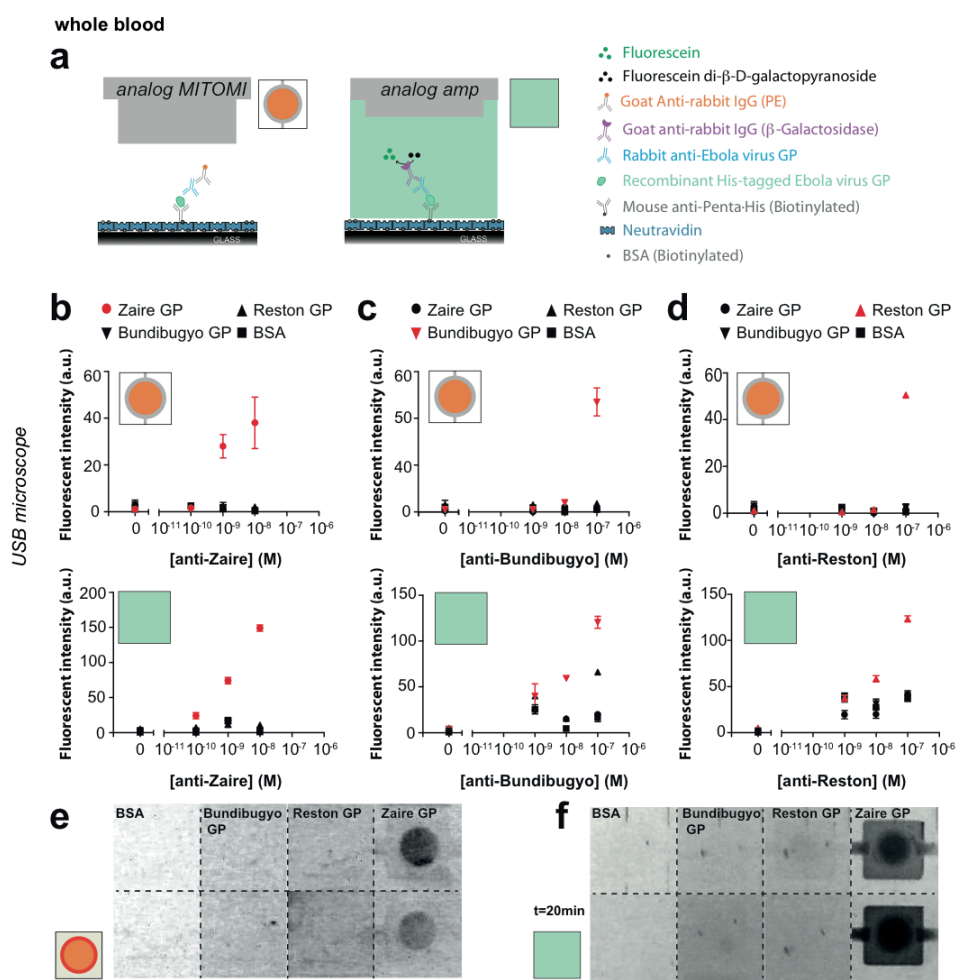 whole blood
a
analog MITOMI
GLASS
analog amp
GLASS
Fluorescein
Fluorescein di-β-D-galactopyranoside
Goat Anti-rabbit IgG (PE)
Goat anti-rabbit IgG (β-Galactosidase)
Rabbit anti-Ebola virus GP
Recombinant His-tagged Ebola virus GP
Mouse anti-Penta·His (Biotinylated)
Neutravidin
BSA (Biotinylated)
USB microscope
b
Zaire GP Reston GP
Bundibugyo GP BSA
Fluorescent intensity (a.u.)
60
40
20
0
0 10-11 10-10 10-9 10-8 10-7 10-6
[anti-Zaire] (M)
Fluorescent intensity (a.u.)
200
150
100
50
0
0 10-11 10-10 10-9 10-8 10-7 10-6
[anti-Zaire] (M)
c
Zaire GP Reston GP
Bundibugyo GP BSA
Fluorescent intensity (a.u.)
60
50
40
0
0 10-11 10-10 10-9 10-8 10-7 10-6
[anti-Bundibugyo] (M)
Fluorescent intensity (a.u.)
150
100
50
0
0 10-11 10-10 10-9 10-8 10-7 10-6
[anti-Bundibugyo] (M)
d
Zaire GP Reston GP
Bundibugyo GP BSA
Fluorescent intensity (a.u.)
60
40
20
0
0 10-11 10-10 10-9 10-8 10-7 10-6
[anti-Reston] (M)
Fluorescent intensity (a.u.)
150
100
50
0
0 10-11 10-10 10-9 10-8 10-7 10-6
[anti-Reston] (M)
e
BSA Bundibugyo Reston GP Zaire GP
GP
f
BSA Bundibugyo Reston GP Zaire GP
GP
t=20min